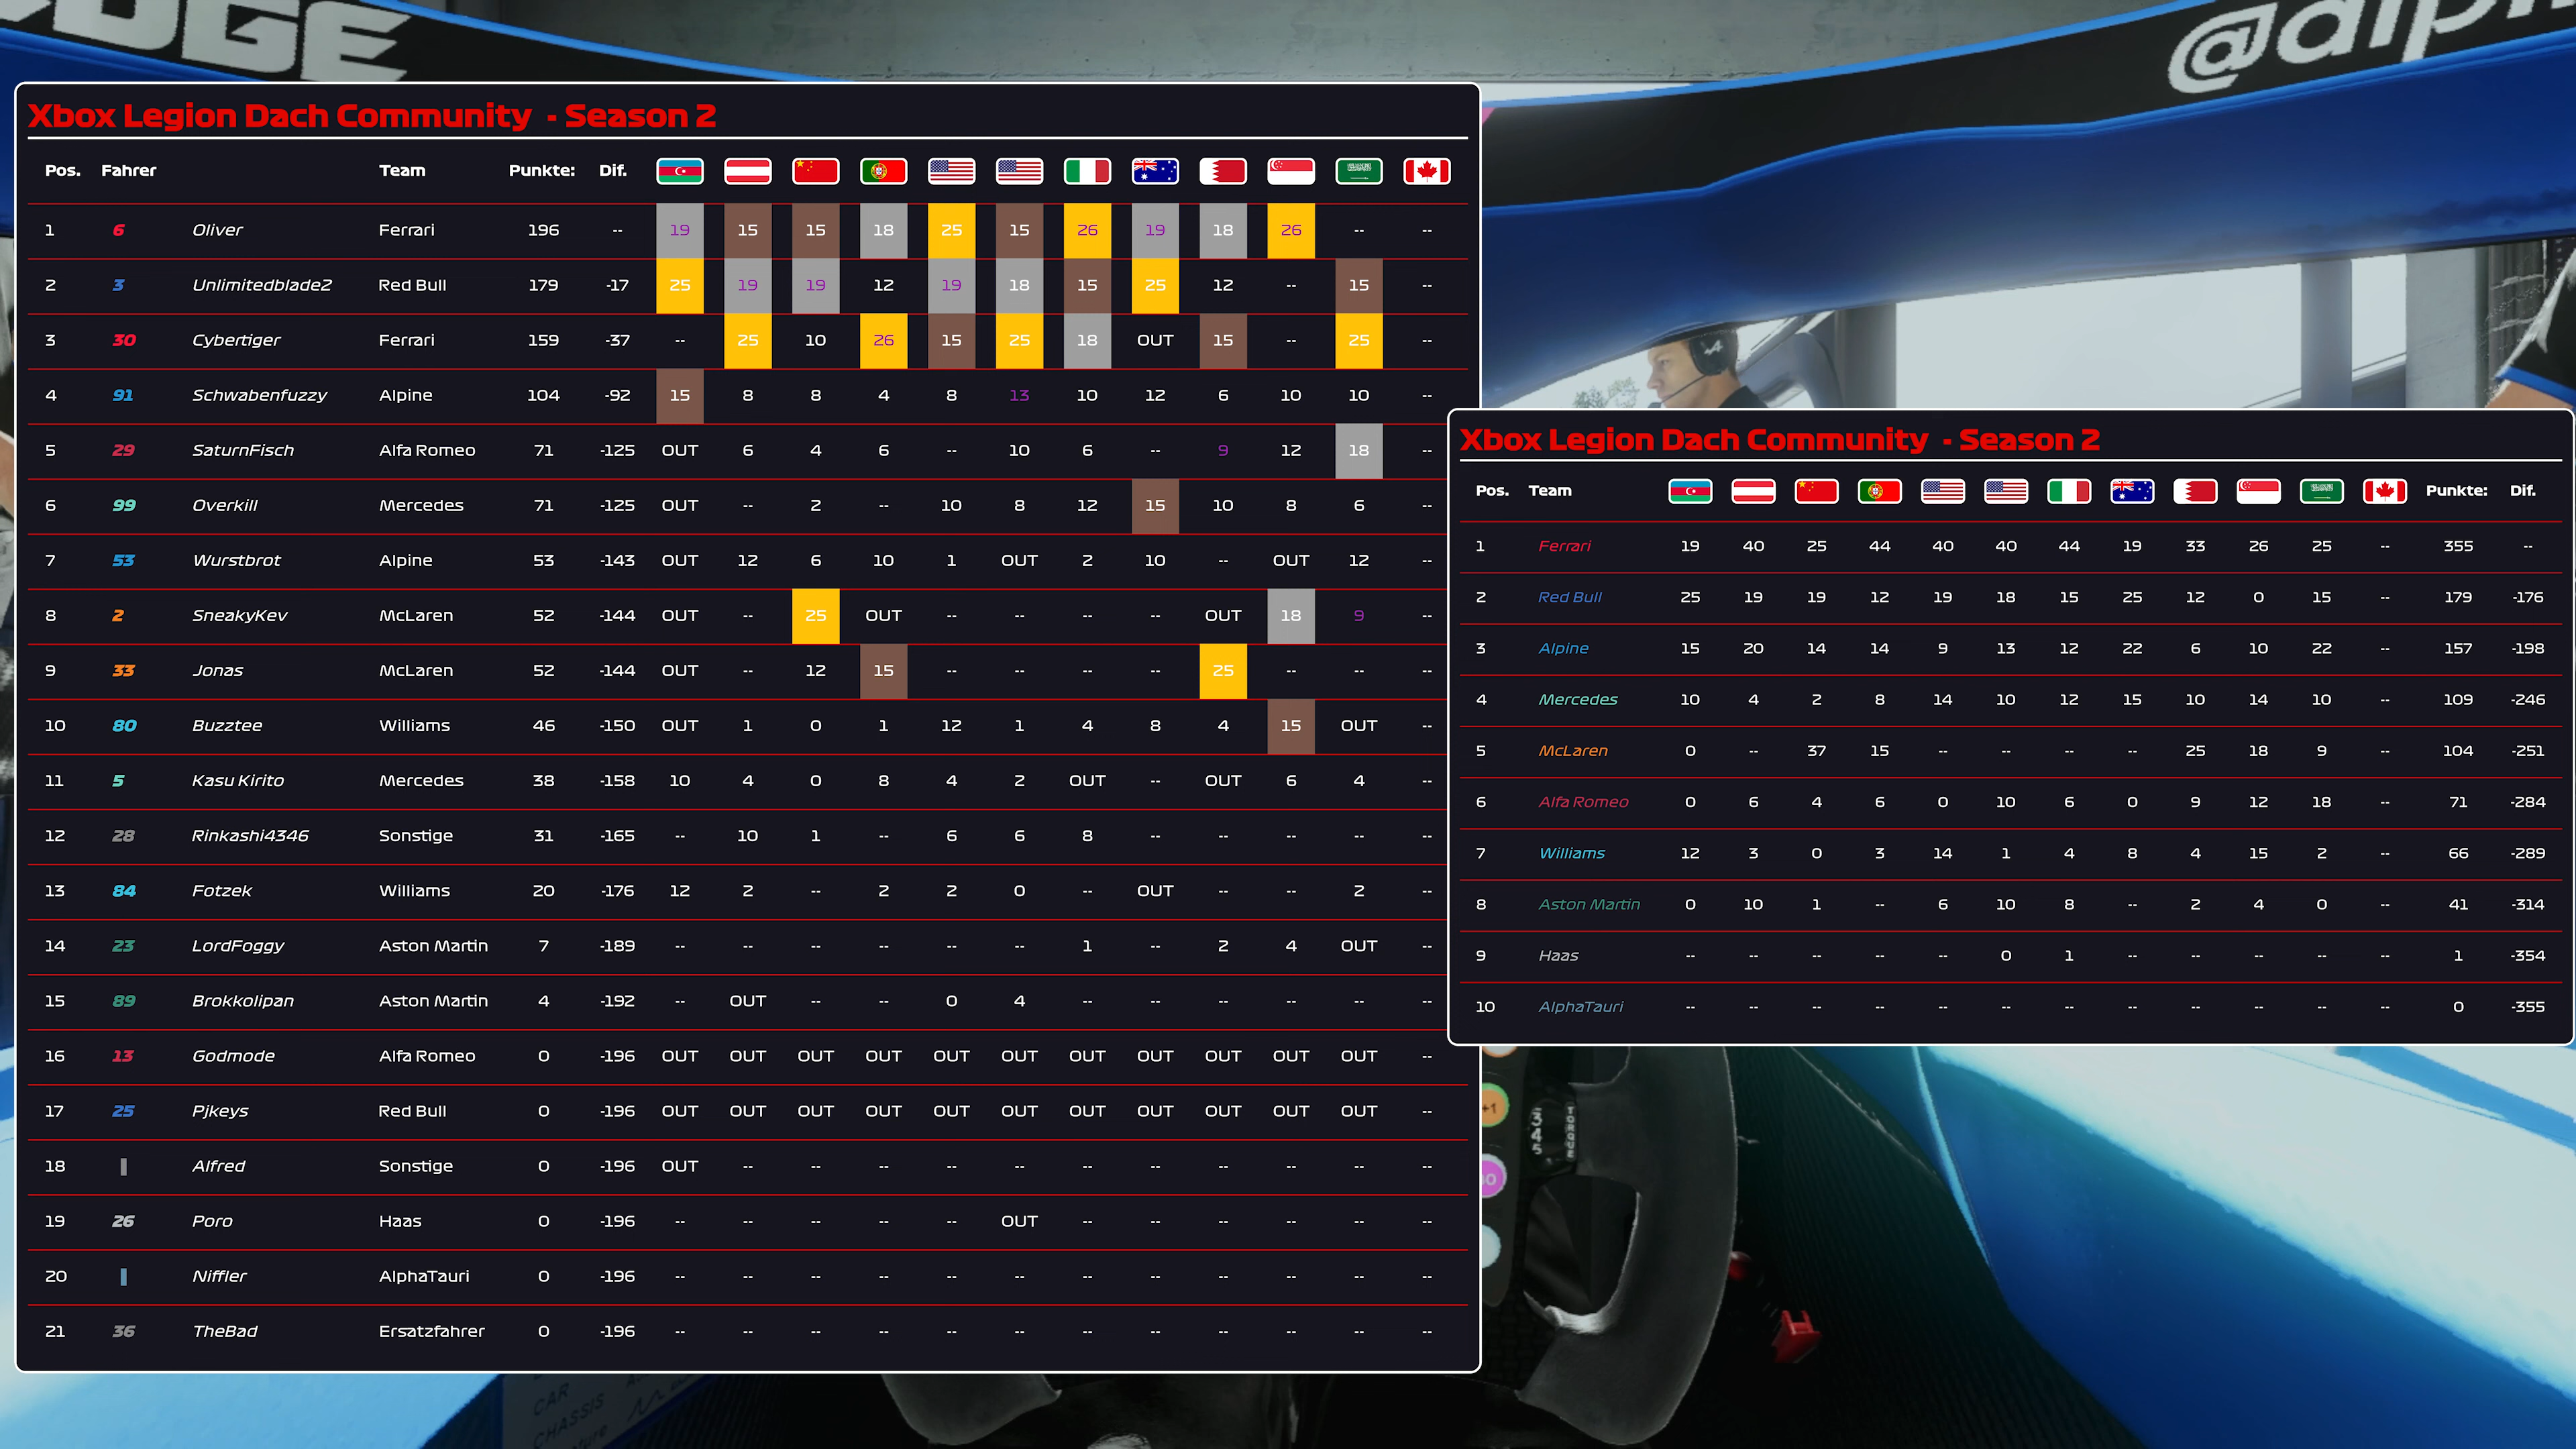 @alp
Xbox Legion Dach Community - Season 2
Pos. Fahrer Team Punkte: Dif.
1 6 Oliver Ferrari 196 -- 19 15 15 18 25 15 26 19 18 26 -- --
2 3 Unlimitedblade2 Red Bull 179 -17 25 19 19 12 19 18 15 25 12 -- 15 --
3 30 Cybertiger Ferrari 159 -37 -- 25 10 26 15 25 18 OUT 15 -- 25 --
4 91 Schwabenfuzzy Alpine 104 -92 15 8 8 4 8 13 10 12 6 10 10 --
5 29 SaturnFisch Alfa Romeo 71 -125 OUT 6 4 6 -- 10 6 -- 9 12 18 --
6 99 Overkill Mercedes 71 -125 OUT -- 2 -- 10 8 12 15 10 8 6 --
7 53 Wurstbrot Alpine 53 -143 OUT 12 6 10 1 OUT 2 10 -- OUT 12 --
8 2 SneakyKev McLaren 52 -144 OUT -- 25 OUT -- -- -- -- OUT 18 9 --
9 33 Jonas McLaren 52 -144 OUT -- 12 15 -- -- -- -- 25 -- -- --
10 80 Buzztee Williams 46 -150 OUT 1 0 1 12 1 4 8 4 15 OUT --
11 5 Kasu Kirito Mercedes 38 -158 10 4 0 8 4 2 OUT -- OUT 6 4 --
12 28 Rinkashi4346 Sonstige 31 -165 -- 10 1 -- 6 6 8 -- -- -- -- --
13 84 Fotzek Williams 20 -176 12 2 -- 2 2 0 -- OUT -- -- 2 --
14 23 LordFoggy Aston Martin 7 -189 -- -- -- -- -- -- 1 -- 2 4 OUT --
15 89 Brokkolipan Aston Martin 4 -192 -- OUT -- -- 0 4 -- -- -- -- -- --
16 13 Godmode Alfa Romeo 0 -196 OUT OUT OUT OUT OUT OUT OUT OUT OUT OUT OUT --
17 25 Pjkeys Red Bull 0 -196 OUT OUT OUT OUT OUT OUT OUT OUT OUT OUT OUT --
18 Alfred Sonstige 0 -196 OUT -- -- -- -- -- -- -- -- -- -- --
19 26 Poro Haas 0 -196 -- -- -- -- -- OUT -- -- -- -- -- --
20 Niffler AlphaTauri 0 -196 -- -- -- -- -- -- -- -- -- -- -- --
21 36 TheBad Ersatzfahrer 0 -196 -- -- -- -- -- -- -- -- -- -- -- --
Xbox Legion Dach Community - Season 2
Pos. Team Punkte: Dif.
1 Ferrari 19 40 25 44 40 40 44 19 33 26 25 -- 355 --
2 Red Bull 25 19 19 12 19 18 15 25 12 0 15 -- 179 -176
3 Alpine 15 20 14 14 9 13 12 22 6 10 22 -- 157 -198
4 Mercedes 10 4 2 8 14 10 12 15 10 14 10 -- 109 -246
5 McLaren 0 -- 37 15 -- -- -- -- 25 18 9 -- 104 -251
6 Alfa Romeo 0 6 4 6 0 10 6 0 9 12 18 -- 71 -284
7 Williams 12 3 0 3 14 1 4 8 4 15 2 -- 66 -289
8 Aston Martin 0 10 1 -- 6 10 8 -- 2 4 0 -- 41 -314
9 Haas -- -- -- -- -- 0 1 -- -- -- -- -- 1 -354
10 AlphaTauri -- -- -- -- -- -- -- -- -- -- -- -- 0 -355
+1
3
4
5
TORQUE
CAR
CHASSIS